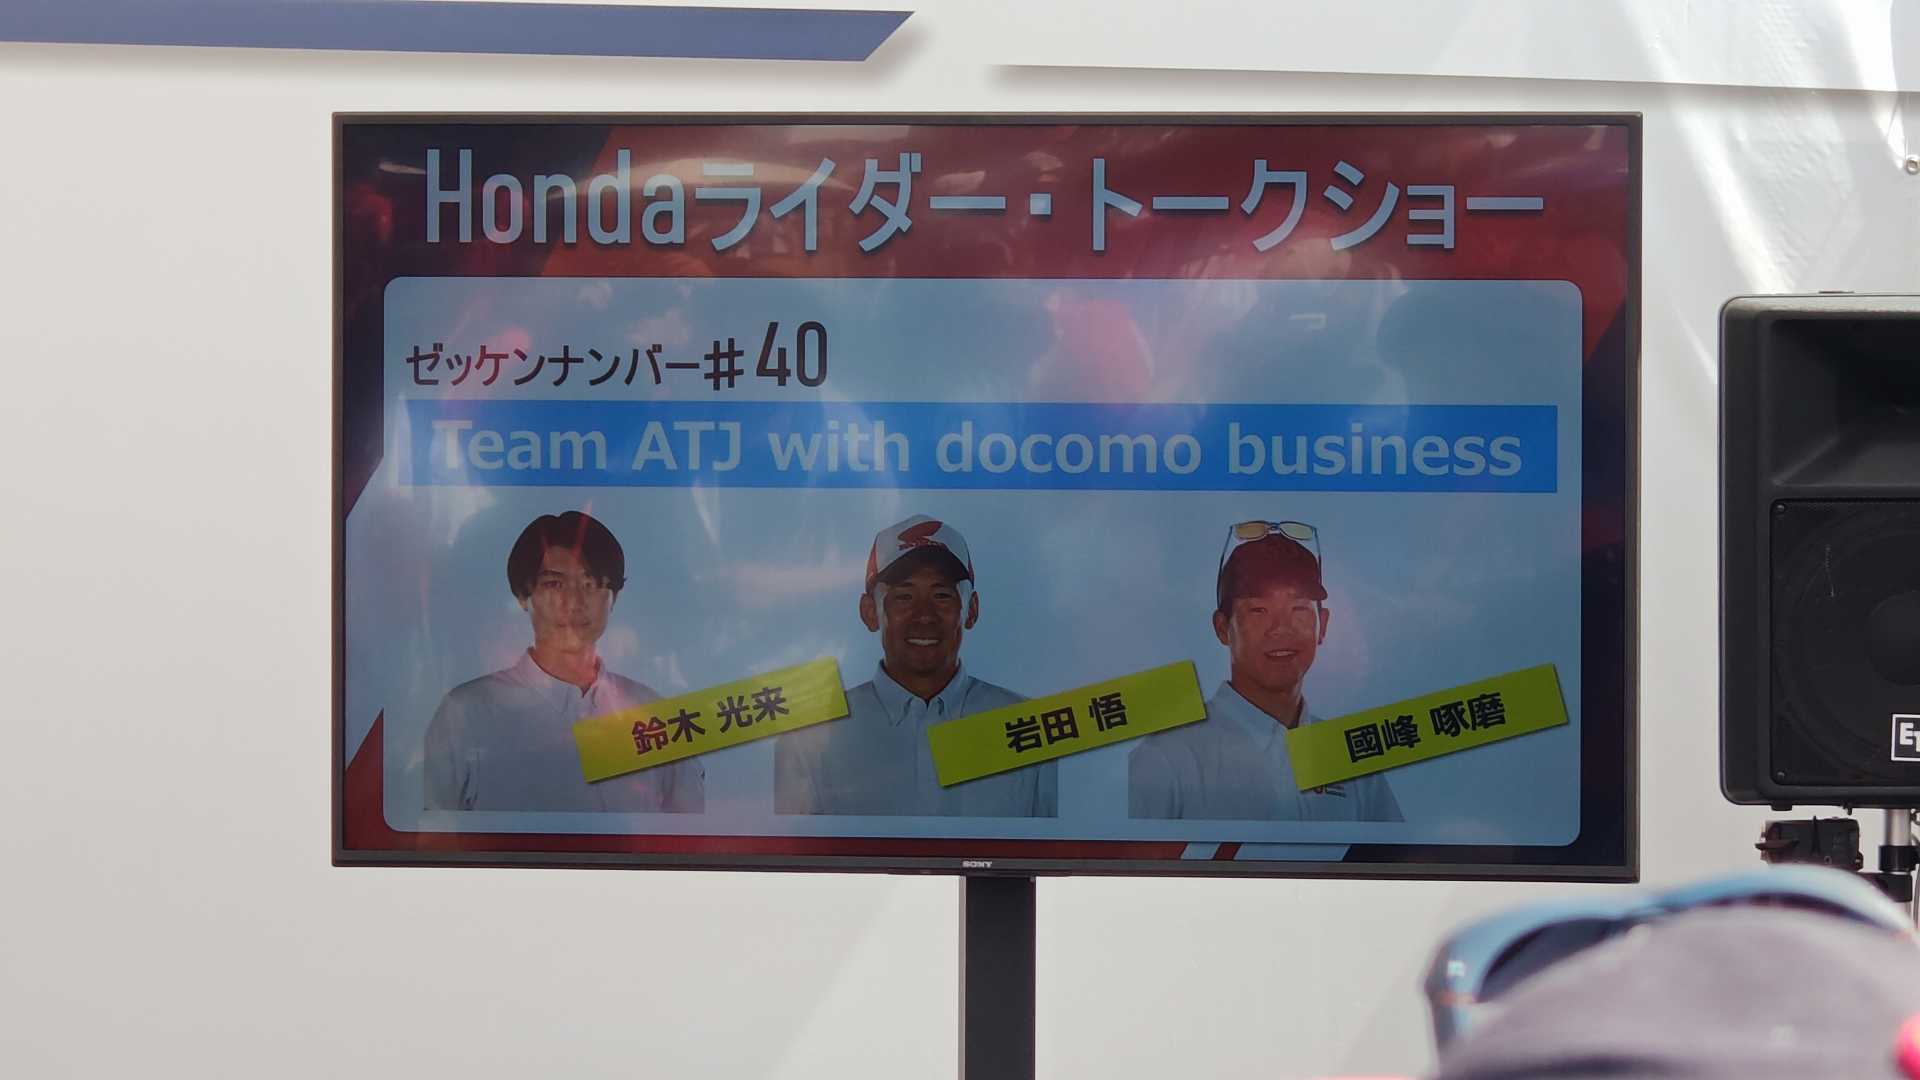 Hondaライダー・トークショー
ゼッケンナンバー#40
Team ATJ with docomo business
鈴木 光来
岩田 悟
國峰 啄磨
SONY